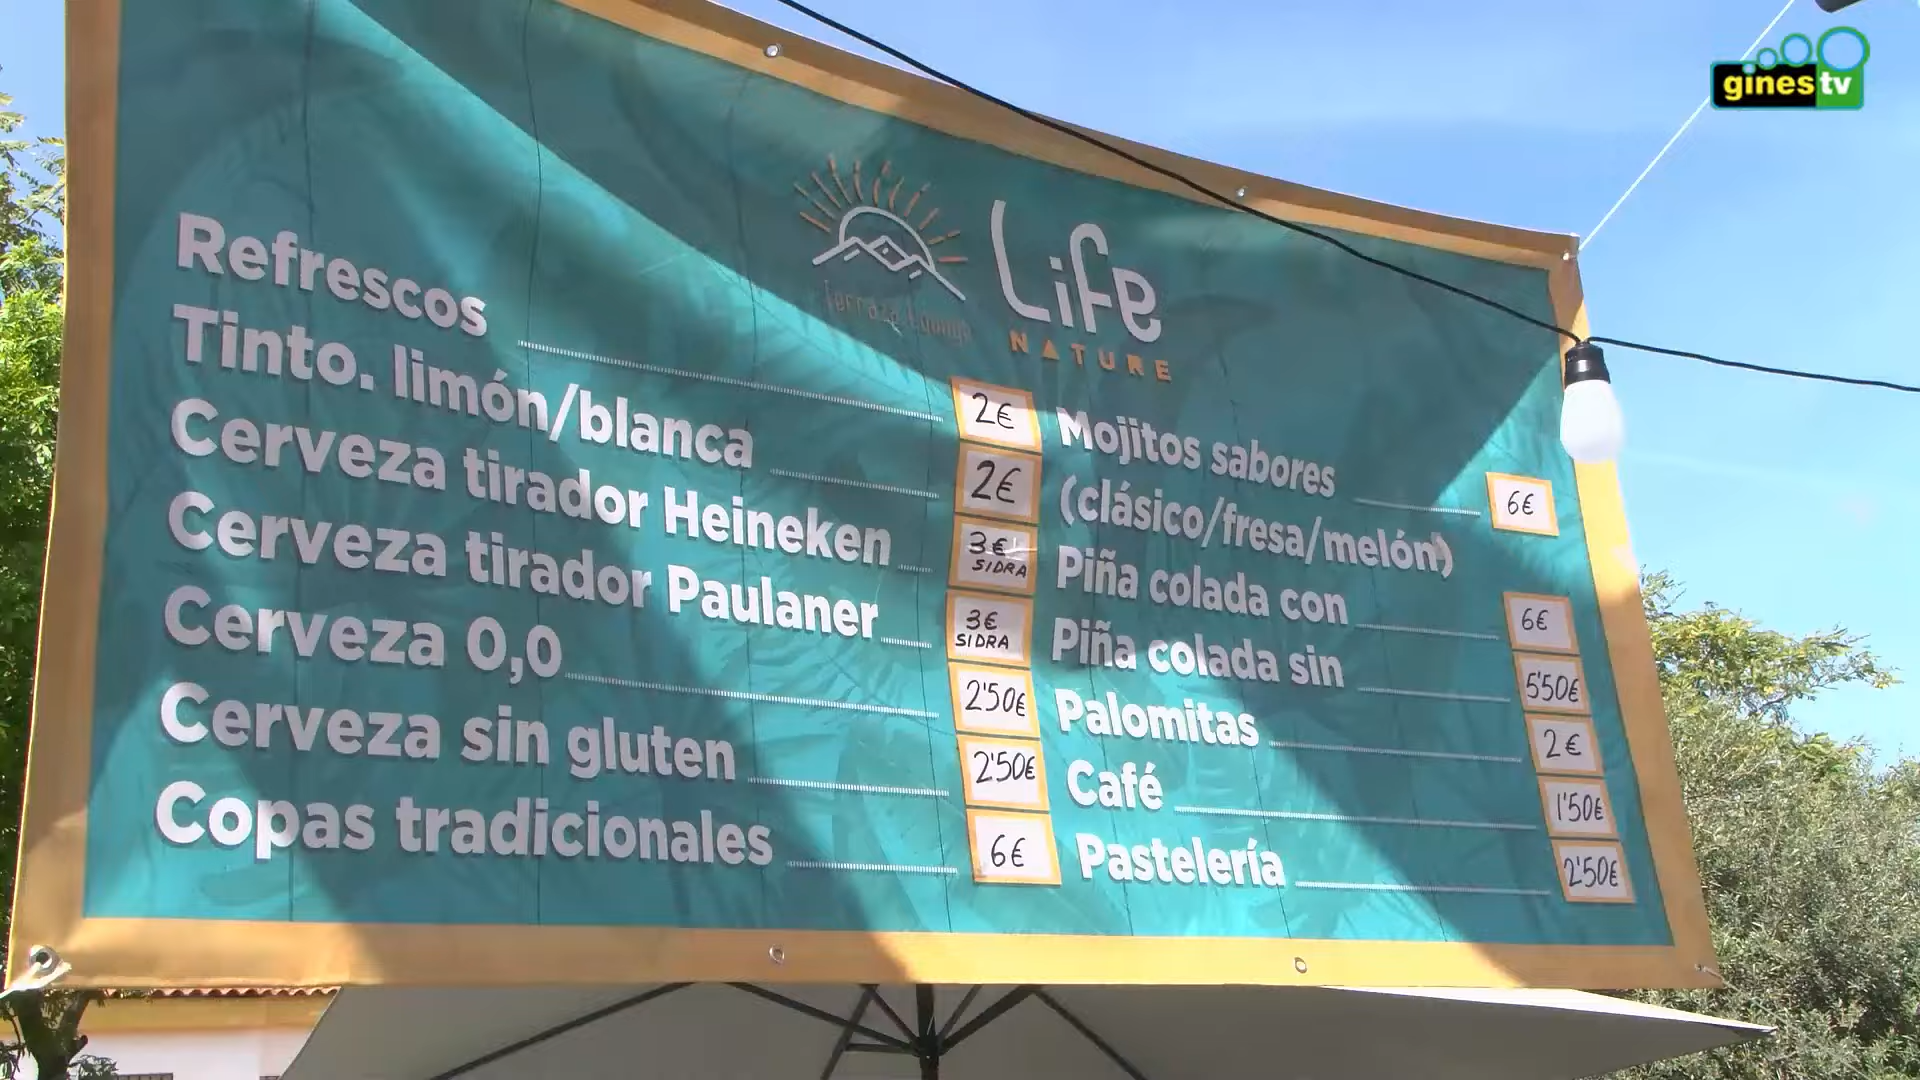 gines tv
Terraza Lounge
Life
NATURE
Refrescos 2€
Tinto. limón/blanca 2€
Cerveza tirador Heineken 3€ SIDRA
Cerveza tirador Paulaner 3€ SIDRA
Cerveza 0,0 2'50€
Cerveza sin gluten 2'50€
Copas tradicionales 6€
Mojitos sabores 6€
(clásico/fresa/melón)
Piña colada con 6€
Piña colada sin 5'50€
Palomitas 2€
Café 1'50€
Pastelería 2'50€